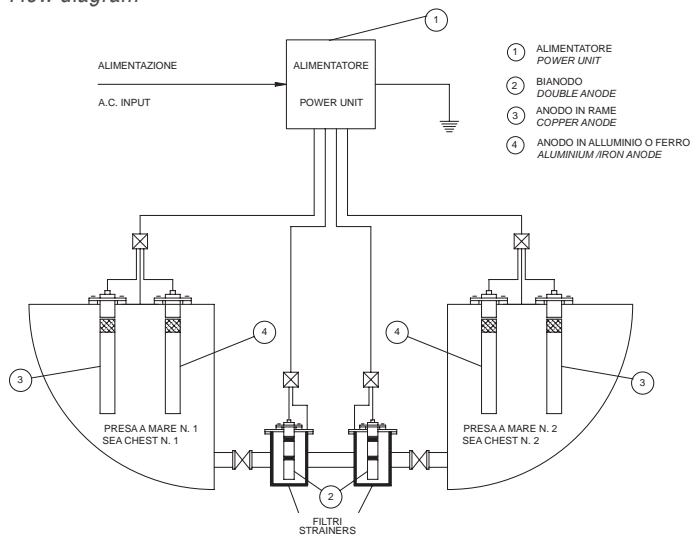 Flow diagram
1
ALIMENTAZIONE
A.C. INPUT
ALIMENTATORE
POWER UNIT
1 ALIMENTATORE
POWER UNIT
2 BIANODO
DOUBLE ANODE
3 ANODO IN RAME
COPPER ANODE
4 ANODO IN ALLUMINIO O FERRO
ALUMINIUM /IRON ANODE
4
4
3
3
PRESA A MARE N. 1
SEA CHEST N. 1
PRESA A MARE N. 2
SEA CHEST N. 2
2
FILTRI
STRAINERS